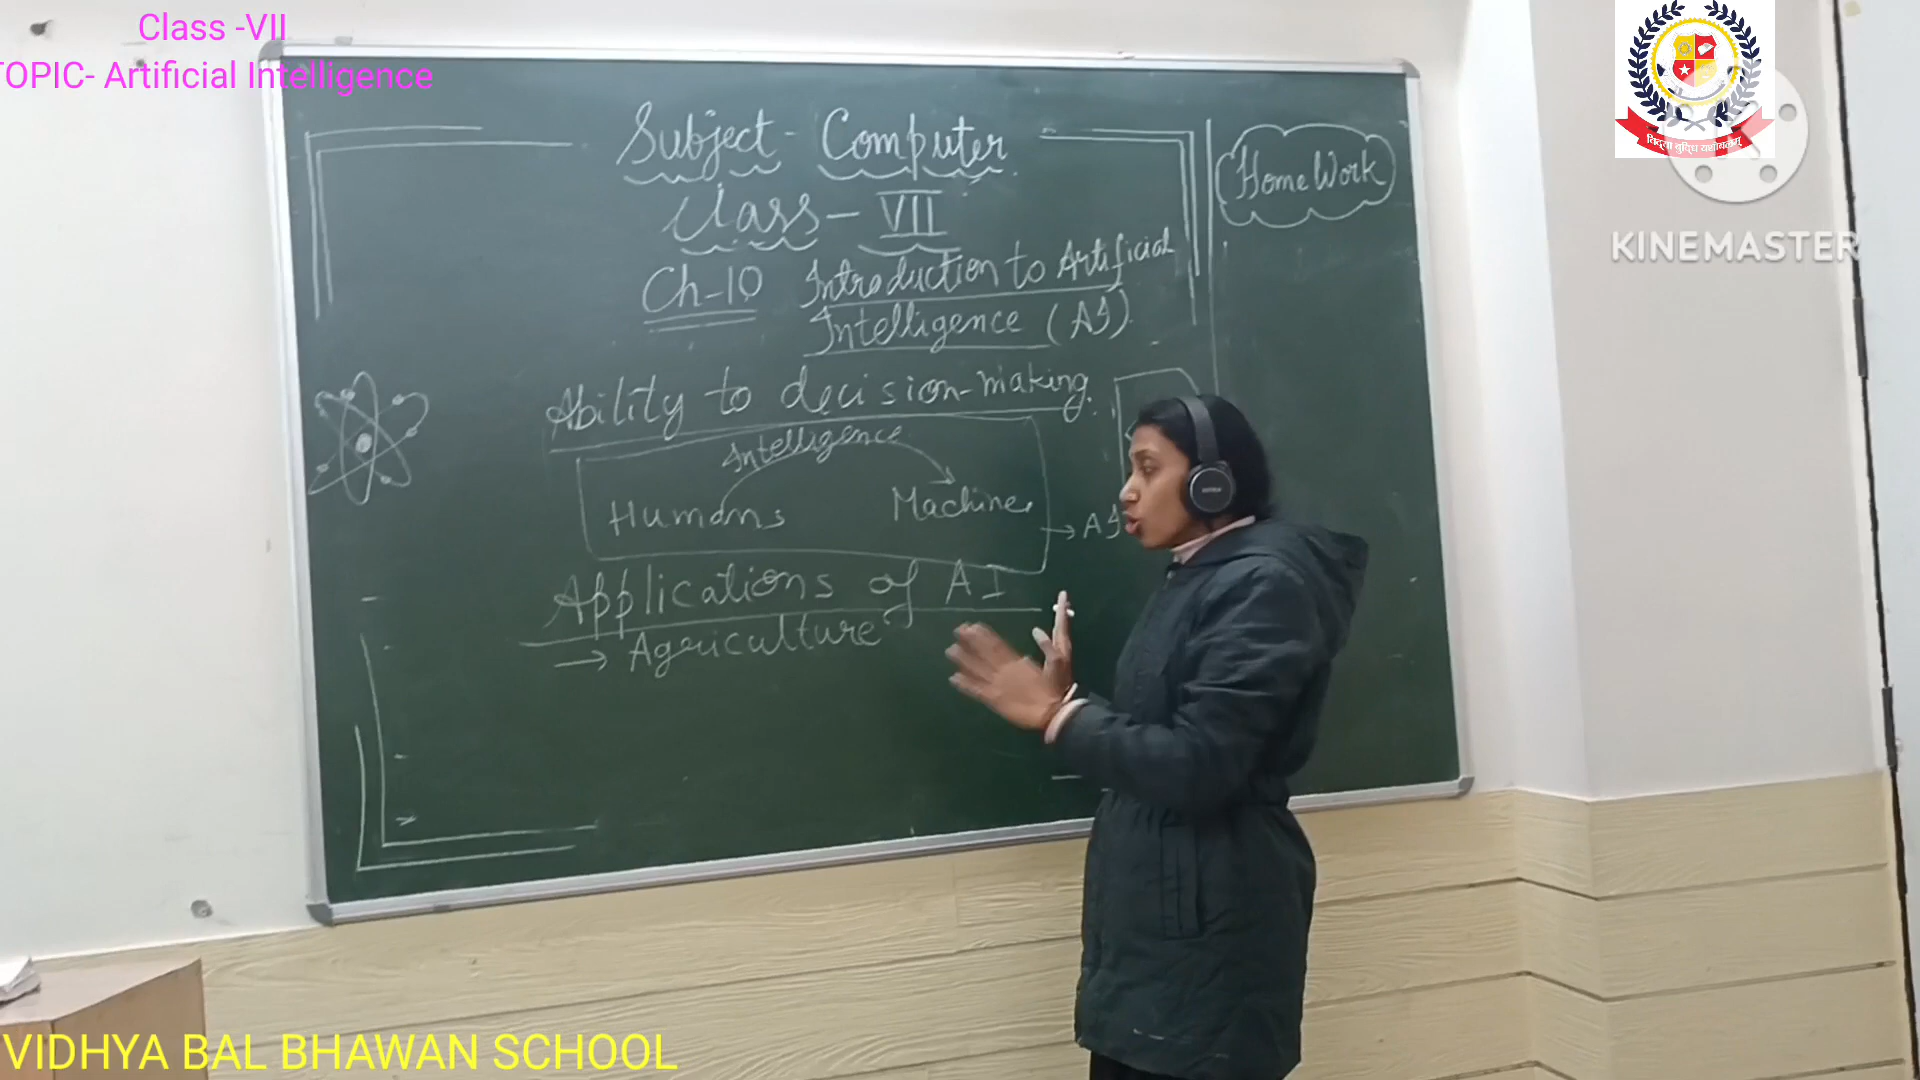 Class -VII
TOPIC- Artificial Intelligence
Subject - Computer
Class - VII
Ch-10 Introduction to Artificial
Intelligence (AI)
Ability to decision-making.
Intelligence
Humans Machine
→ AI
Applications of AI
→ Agriculture
Home Work
KINEMASTER
VIDHYA BAL BHAWAN SCHOOL